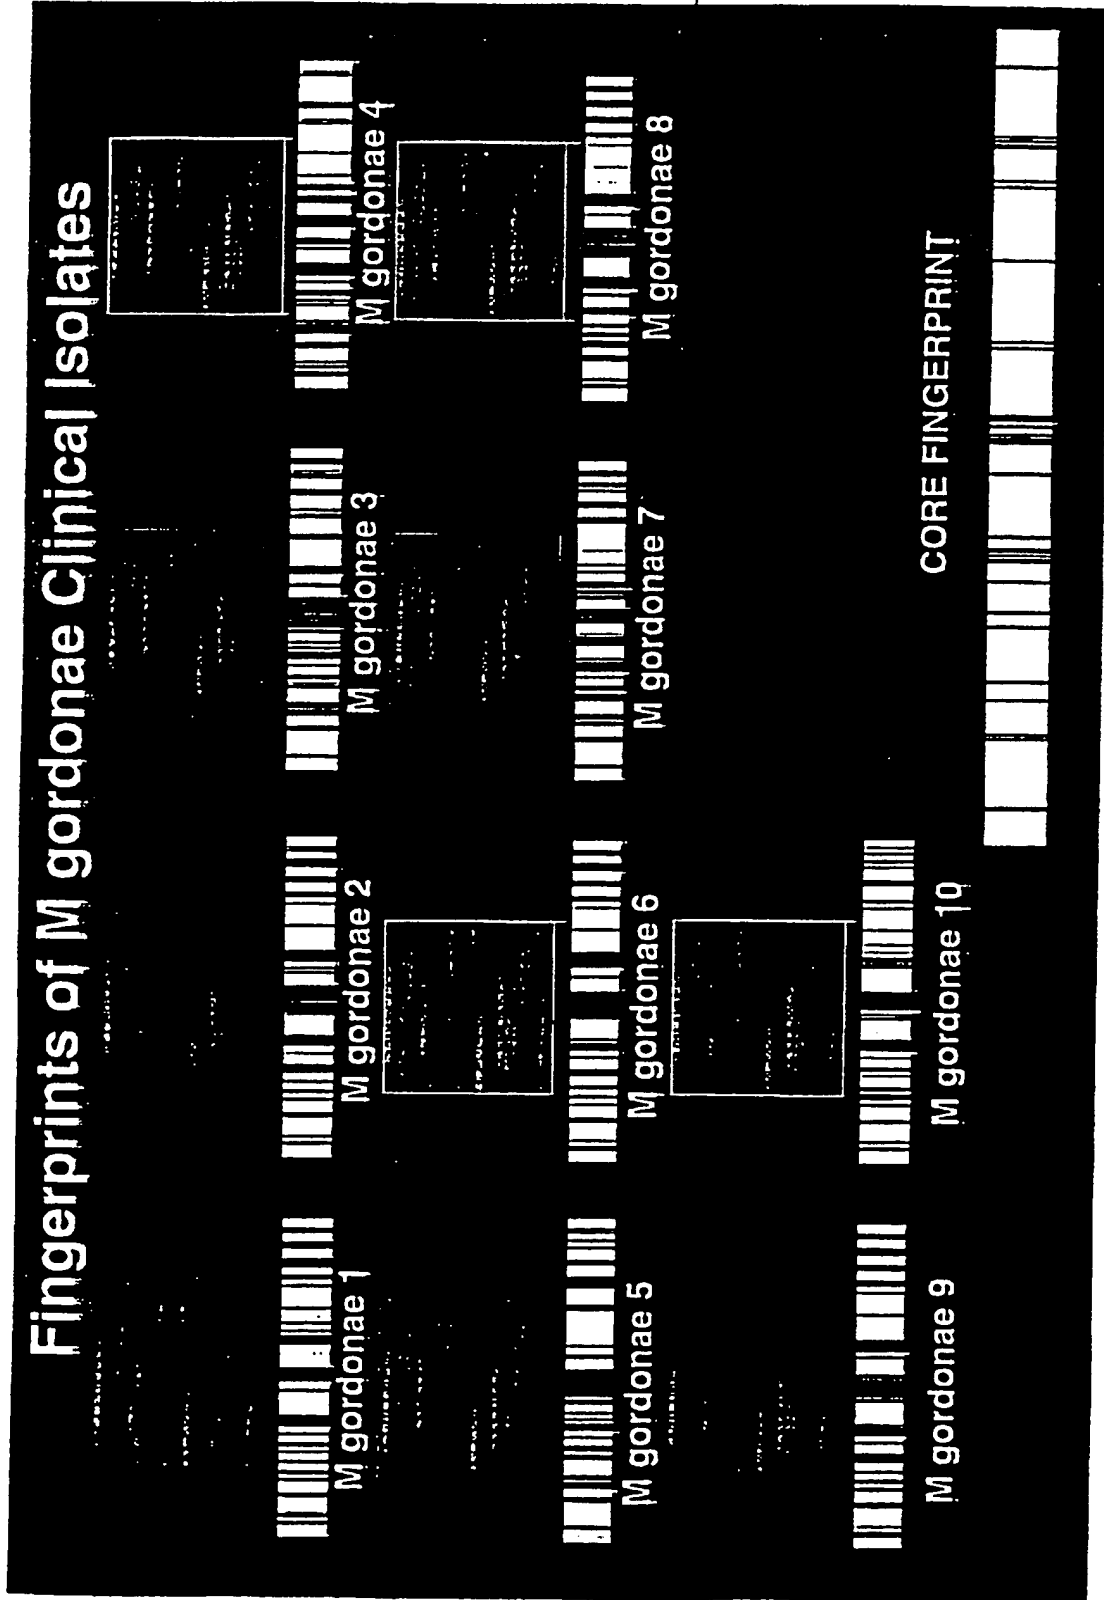 Fingerprints of M gordonae Clinical Isolates
M gordonae 1
M gordonae 2
M gordonae 3
M gordonae 4
M gordonae 5
M gordonae 6
M gordonae 7
M gordonae 8
M gordonae 9
M gordonae 10
CORE FINGERPRINT